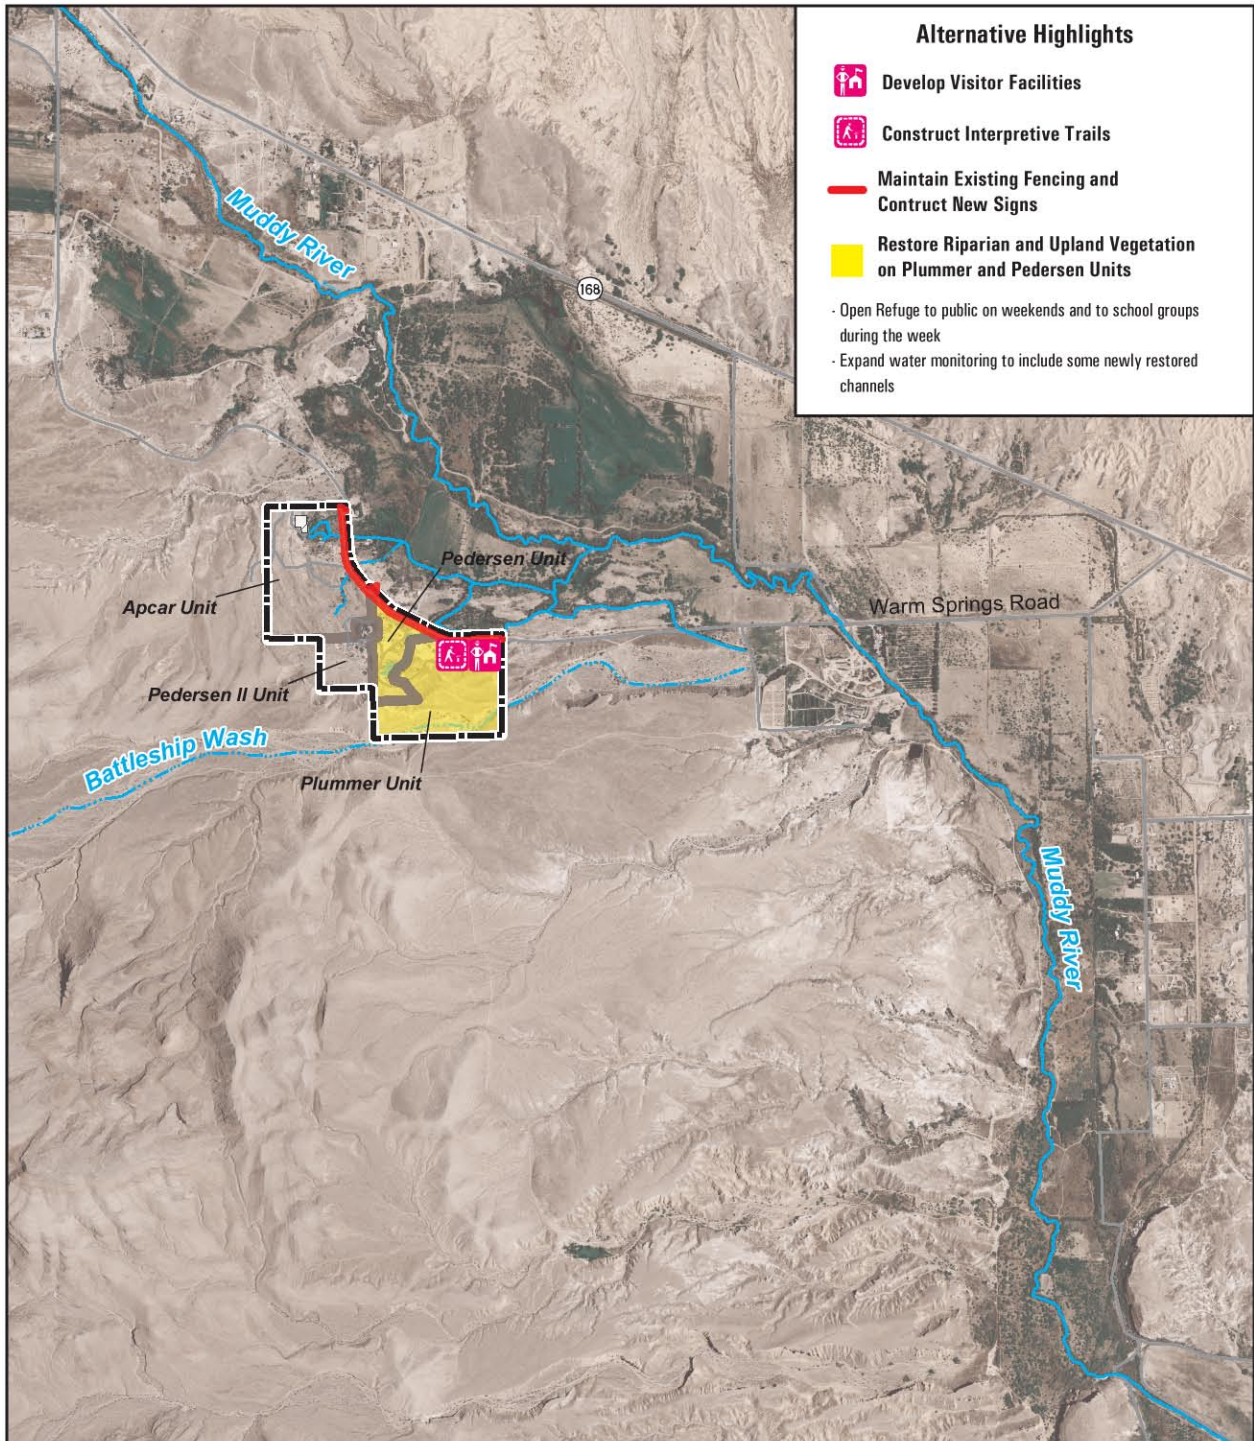 Alternative Highlights
Develop Visitor Facilities
Construct Interpretive Trails
Maintain Existing Fencing and
Contruct New Signs
Restore Riparian and Upland Vegetation
on Plummer and Pedersen Units
- Open Refuge to public on weekends and to school groups
during the week
- Expand water monitoring to include some newly restored
channels
Muddy River
168
Pedersen Unit
Apcar Unit
Warm Springs Road
Pedersen II Unit
Battleship Wash
Plummer Unit
Muddy River